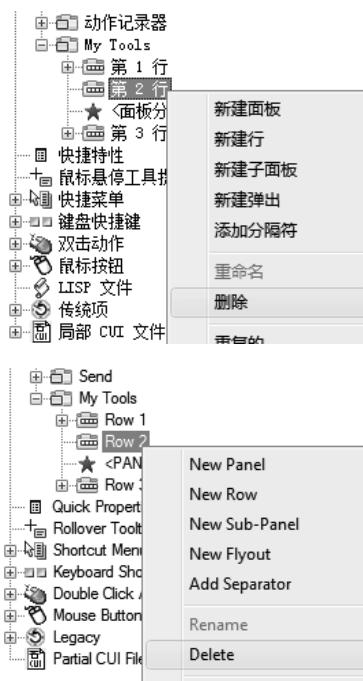 动作记录器
My Tools
第 1 行
第 2 行
<面板分
第 3 行
快捷特性
鼠标悬停工具
快捷菜单
键盘快捷键
双击动作
鼠标按钮
LISP 文件
传统项
局部 CUI 文件
新建面板
新建行
新建子面板
新建弹出
添加分隔符
重命名
删除
Send
My Tools
Row 1
Row 2
<PAN
Row
Quick Propert
Rollover Toolt
Shortcut Men
Keyboard Sho
Double Click
Mouse Button
Legacy
Partial CUI File
New Panel
New Row
New Sub-Panel
New Flyout
Add Separator
Rename
Delete